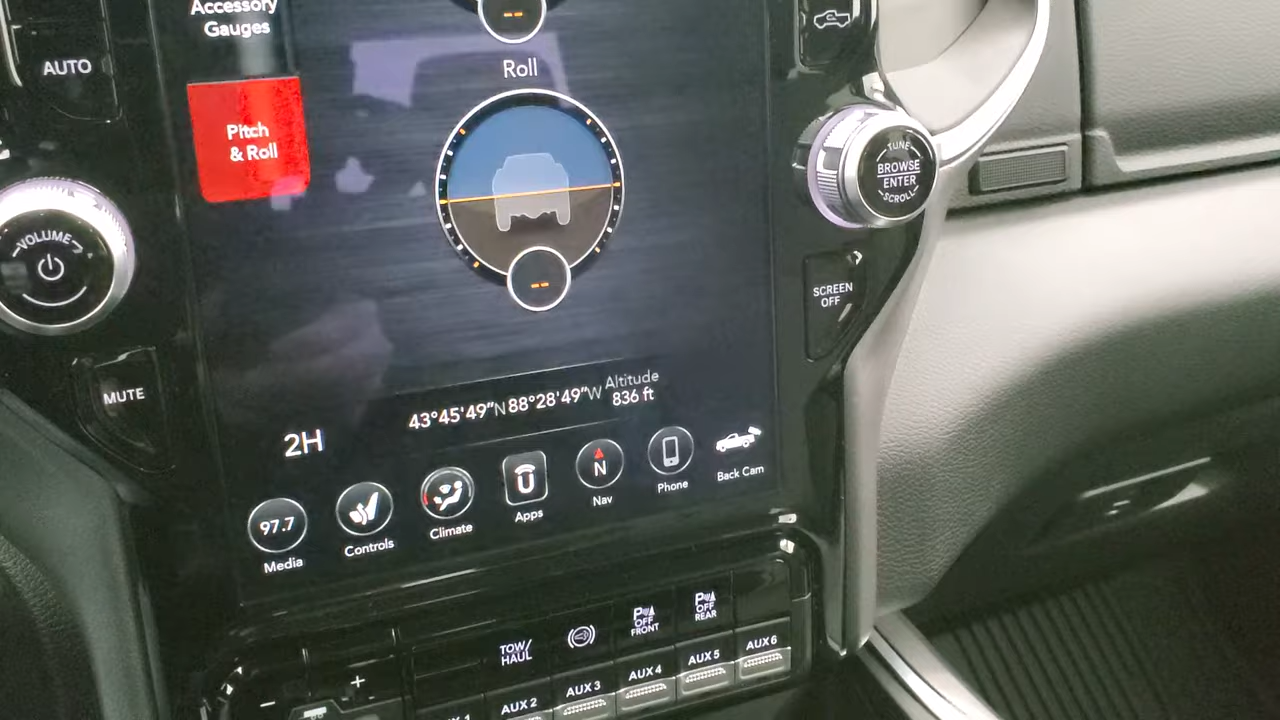 Accessory
Gauges
AUTO
Pitch
& Roll
--
Roll
--
VOLUME
MUTE
TUNE
BROWSE
ENTER
SCROLL
SCREEN
OFF
43°45'49"N 88°28'49"W
Altitude
836 ft
2H
97.7
Media
Controls
Climate
U
Apps
N
Nav
Phone
Back Cam
TOW/
HAUL
P
OFF
FRONT
P
OFF
REAR
+
-
AUX 2
AUX 3
AUX 4
AUX 5
AUX 6